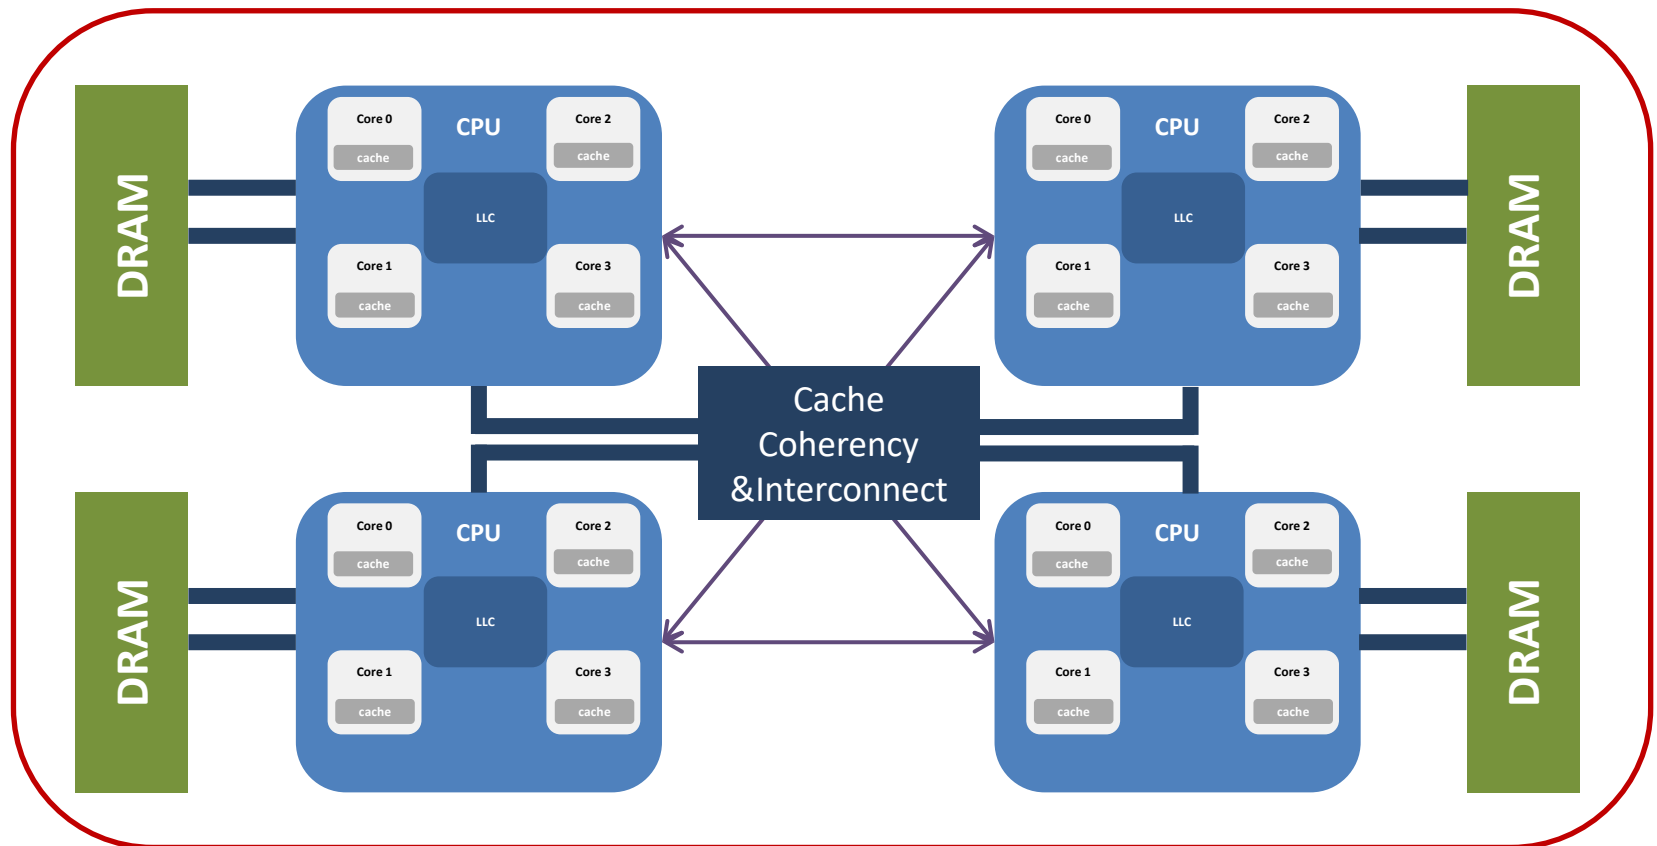 DRAM
CPU
Core 0
cache
Core 2
cache
LLC
Core 1
cache
Core 3
cache
CPU
Core 0
cache
Core 2
cache
LLC
Core 1
cache
Core 3
cache
DRAM
Cache
Coherency
&Interconnect
DRAM
CPU
Core 0
cache
Core 2
cache
LLC
Core 1
cache
Core 3
cache
CPU
Core 0
cache
Core 2
cache
LLC
Core 1
cache
Core 3
cache
DRAM